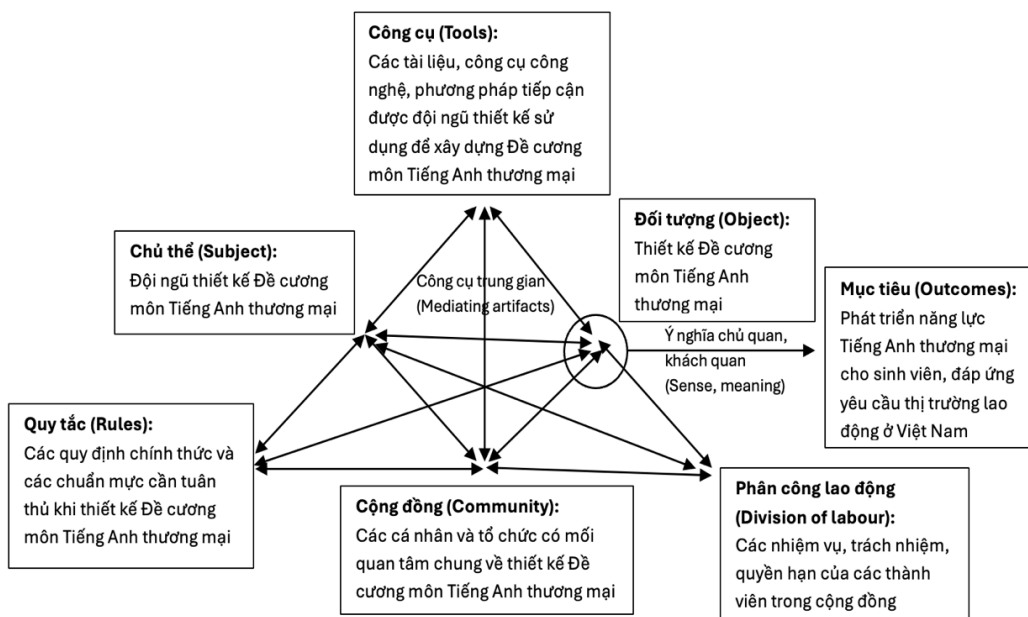 Công cụ (Tools):
Các tài liệu, công cụ công
nghệ, phương pháp tiếp cận
được đội ngũ thiết kế sử
dụng để xây dựng Đề cương
môn Tiếng Anh thương mại
Chủ thể (Subject):
Đội ngũ thiết kế Đề cương
môn Tiếng Anh thương mại
Công cụ trung gian
(Mediating artifacts)
Đối tượng (Object):
Thiết kế Đề cương
môn Tiếng Anh
thương mại
Ý nghĩa chủ quan,
khách quan
(Sense, meaning)
Mục tiêu (Outcomes):
Phát triển năng lực
Tiếng Anh thương mại
cho sinh viên, đáp ứng
yêu cầu thị trường lao
động ở Việt Nam
Quy tắc (Rules):
Các quy định chính thức và
các chuẩn mực cần tuân
thủ khi thiết kế Đề cương
môn Tiếng Anh thương mại
Cộng đồng (Community):
Các cá nhân và tổ chức có mối
quan tâm chung về thiết kế Đề
cương môn Tiếng Anh thương mại
Phân công lao động
(Division of labour):
Các nhiệm vụ, trách nhiệm,
quyền hạn của các thành
viên trong cộng đồng